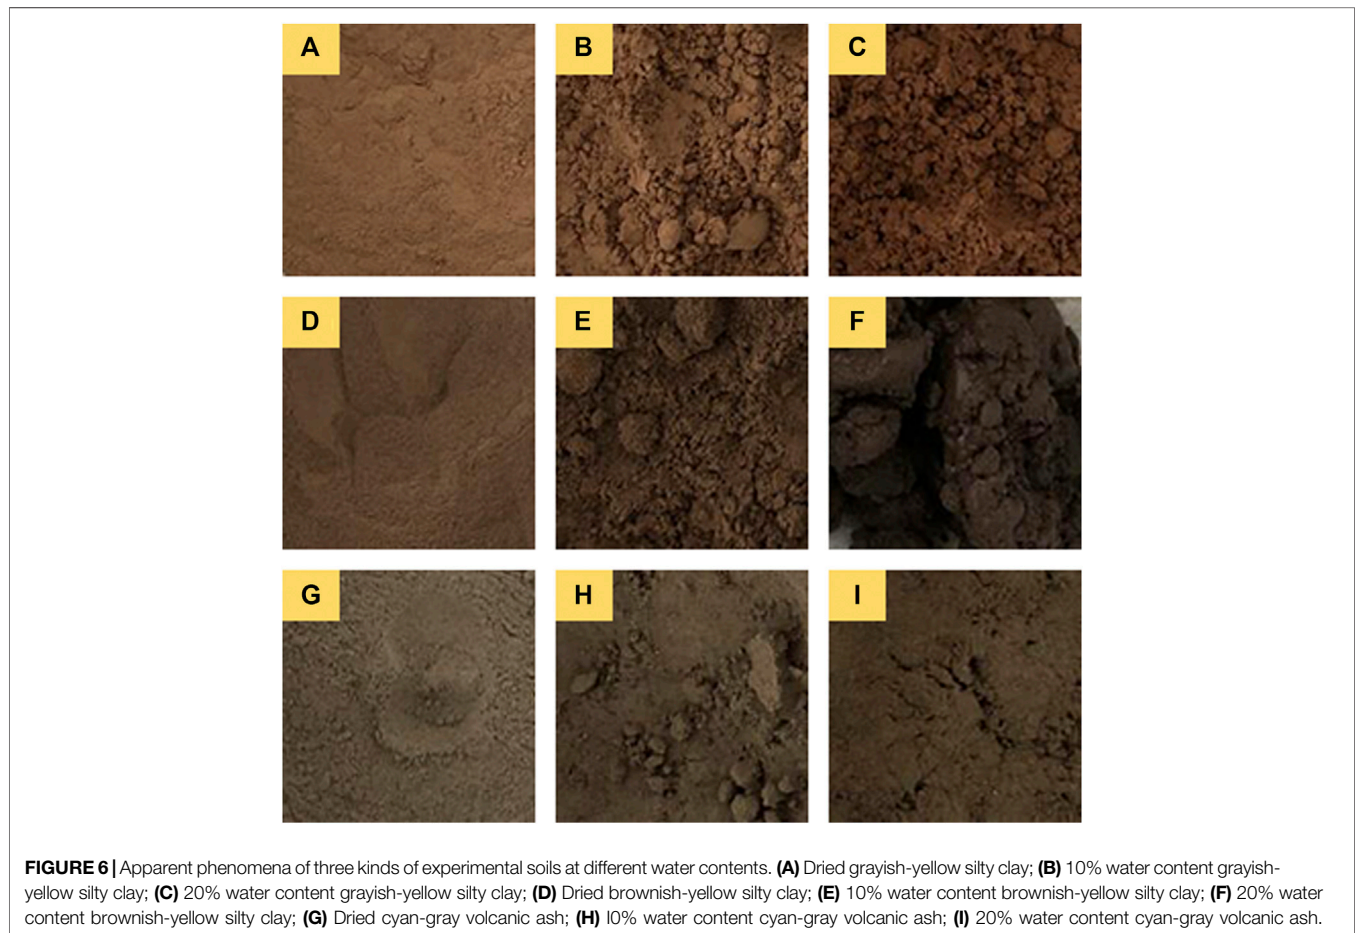 A
B
C
D
E
F
G
H
I
FIGURE 6 | Apparent phenomena of three kinds of experimental soils at different water contents. (A) Dried grayish-yellow silty clay; (B) 10% water content grayish-
yellow silty clay; (C) 20% water content grayish-yellow silty clay; (D) Dried brownish-yellow silty clay; (E) 10% water content brownish-yellow silty clay; (F) 20% water
content brownish-yellow silty clay; (G) Dried cyan-gray volcanic ash; (H) I0% water content cyan-gray volcanic ash; (I) 20% water content cyan-gray volcanic ash.